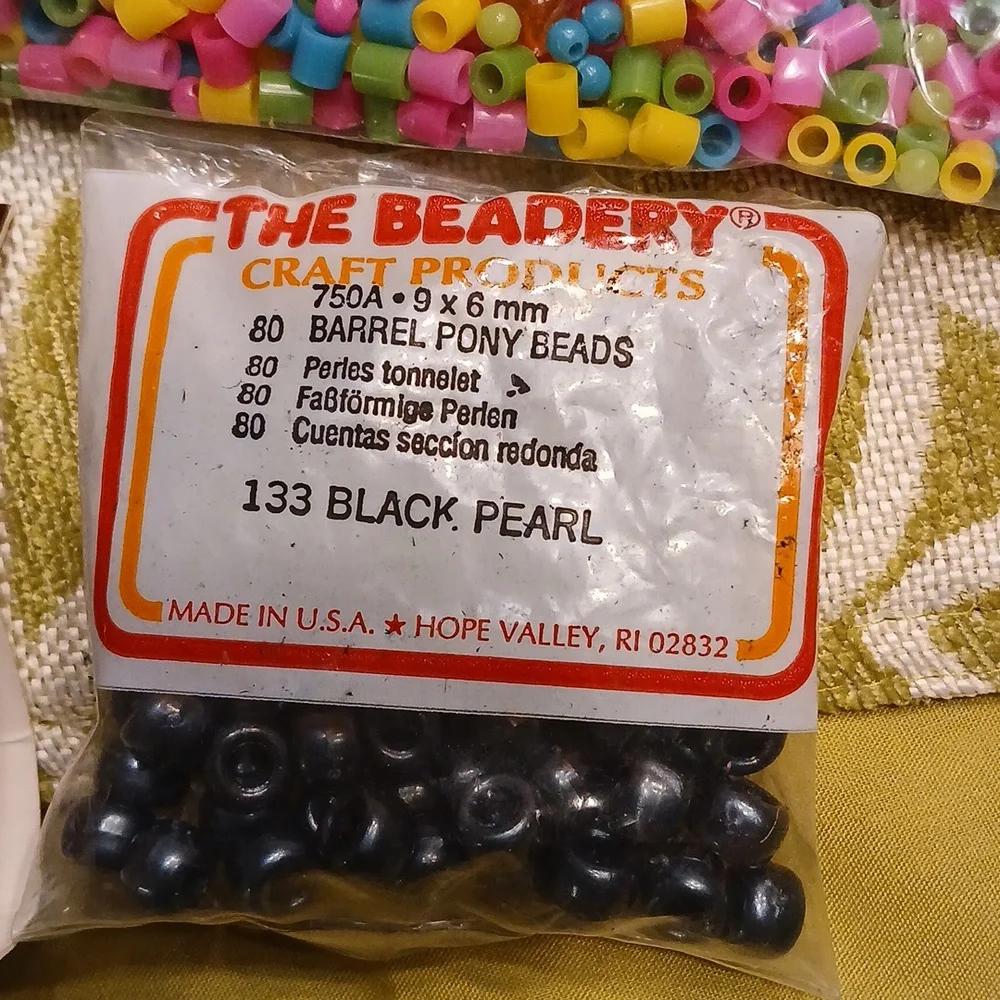 THE BEADERY®
CRAFT PRODUCTS
750A • 9 x 6 mm
80 BARREL PONY BEADS
80 Perles tonnelet
80 Faßförmige Perlen
80 Cuentas seccíon redonda
133 BLACK PEARL
MADE IN U.S.A. ★ HOPE VALLEY, RI 02832